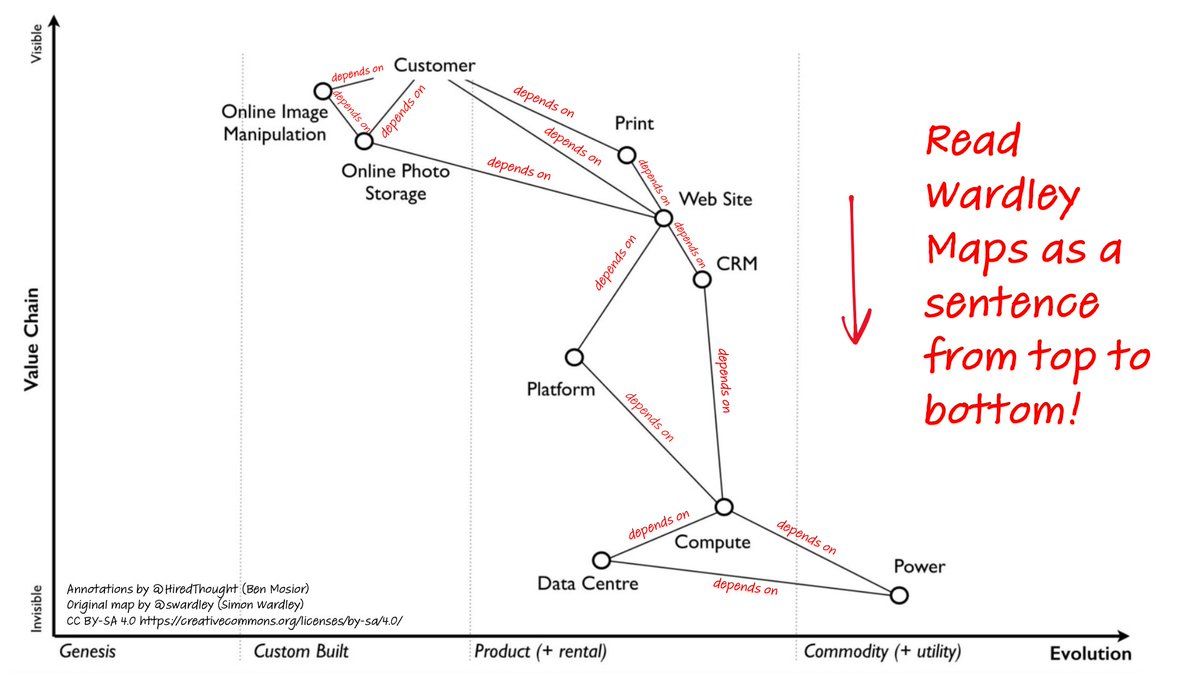 Visible
Customer
depends on
depends on
depends on
Online Image
Manipulation
depends on
depends on
Print
depends on
Online Photo
Storage
depends on
depends on
Web Site
depends on
CRM
depends on
Platform
depends on
depends on
Value Chain
Read
Wardley
Maps as a
sentence
from top to
bottom!
depends on
Compute
depends on
Data Centre
depends on
Power
Annotations by @HiredThought (Ben Mosior)
Original map by @swardley (Simon Wardley)
CC BY-SA 4.0 https://creativecommons.org/licenses/by-sa/4.0/
Invisible
Genesis
Custom Built
Product (+ rental)
Commodity (+ utility)
Evolution